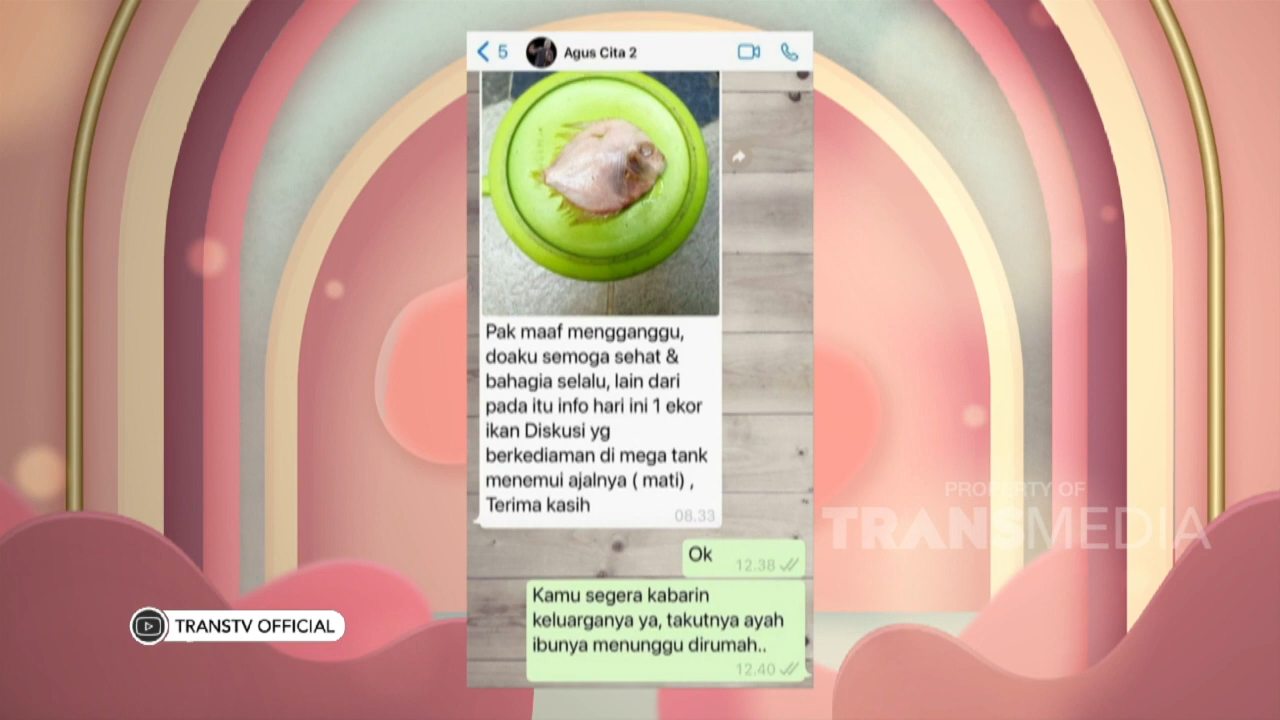 5
Agus Cita 2
Pak maaf mengganggu,
doaku semoga sehat &
bahagia selalu, lain dari
pada itu info hari ini 1 ekor
ikan Diskusi yg
berkediaman di mega tank
menemui ajalnya ( mati) ,
Terima kasih
08.33
Ok
12.38
Kamu segera kabarin
keluarganya ya, takutnya ayah
ibunya menunggu dirumah..
12.40
PROPERTY OF
TRANSMEDIA
TRANSTV OFFICIAL